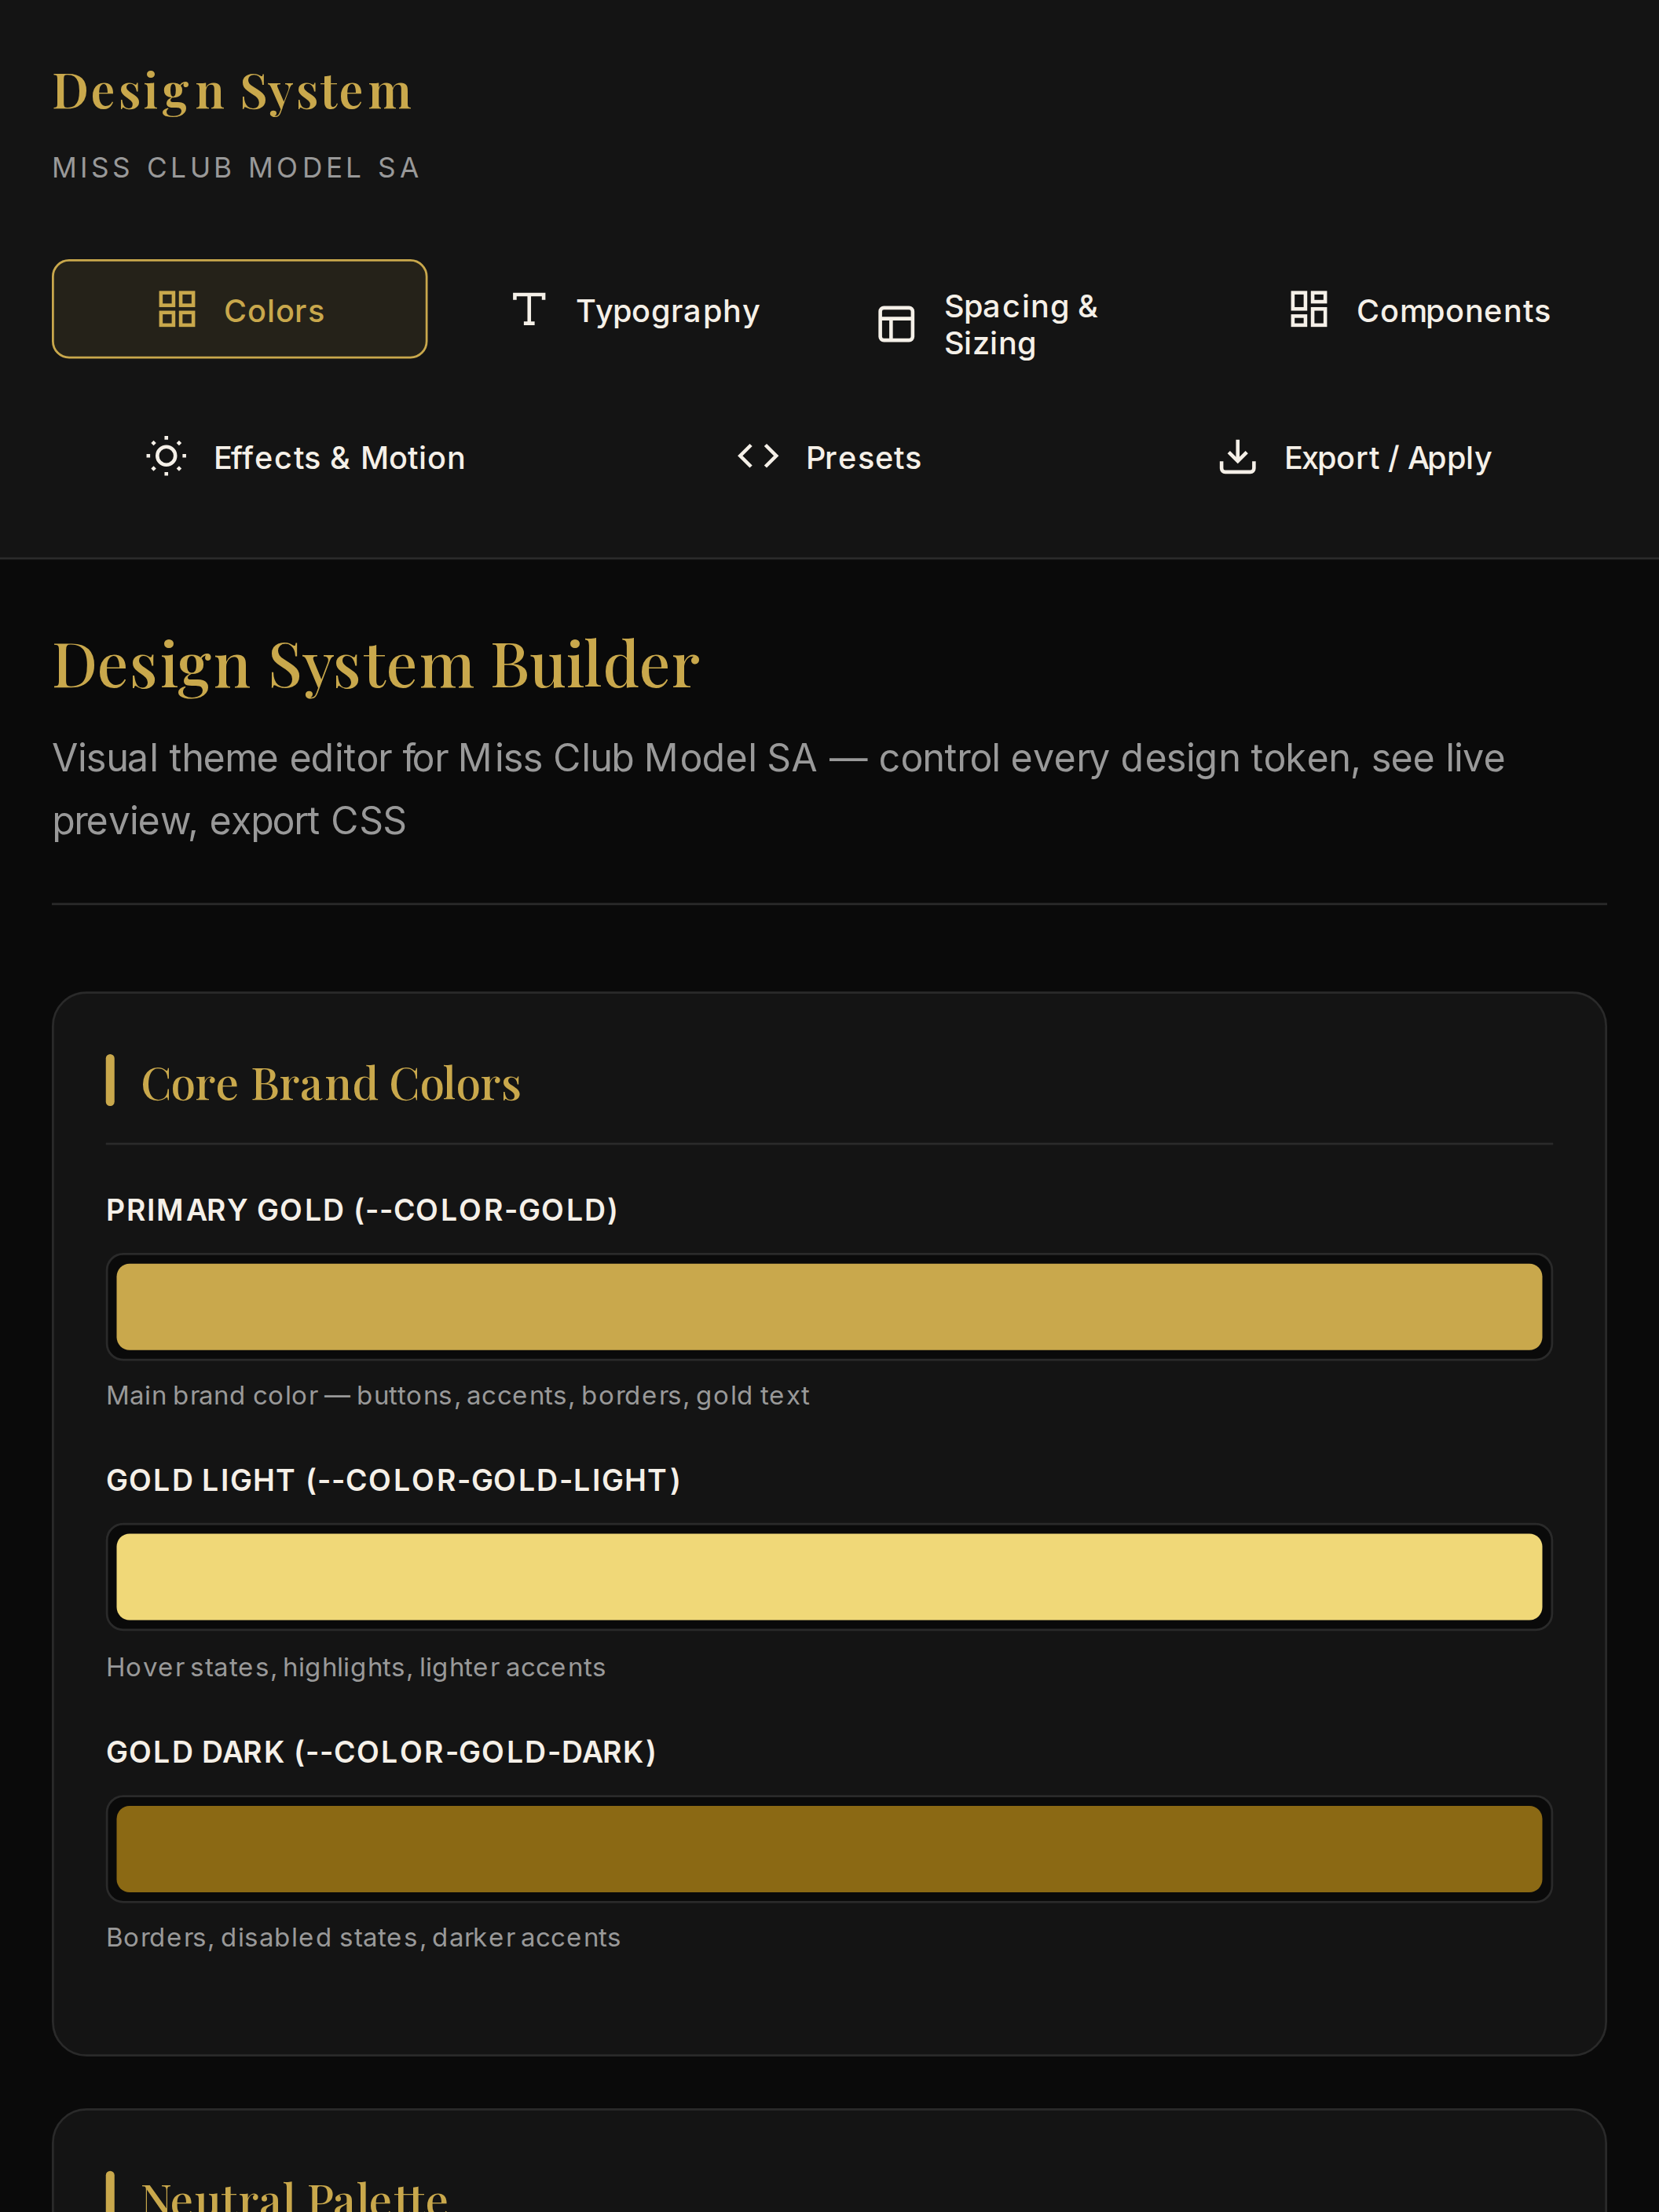 Design System
MISS CLUB MODEL SA
Colors
Typography
Spacing &
Sizing
Components
Effects & Motion
Presets
Export / Apply
Design System Builder
Visual theme editor for Miss Club Model SA — control every design token, see live
preview, export CSS
Core Brand Colors
PRIMARY GOLD (--COLOR-GOLD)
Main brand color — buttons, accents, borders, gold text
GOLD LIGHT (--COLOR-GOLD-LIGHT)
Hover states, highlights, lighter accents
GOLD DARK (--COLOR-GOLD-DARK)
Borders, disabled states, darker accents
Neutral Palette